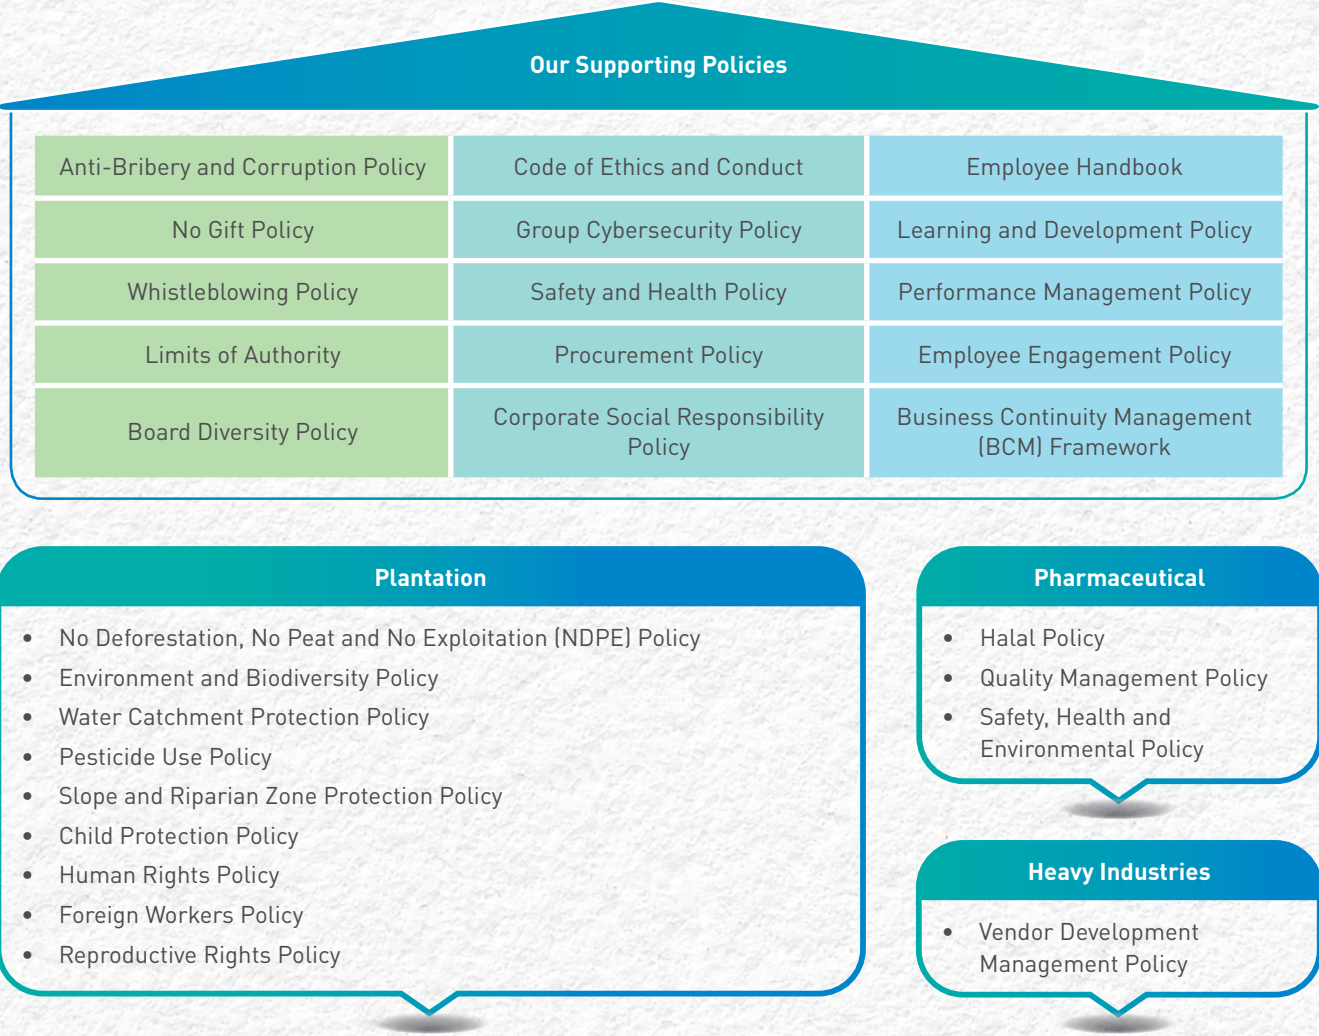 Our Supporting Policies
Anti-Bribery and Corruption Policy
Code of Ethics and Conduct
Employee Handbook
No Gift Policy
Group Cybersecurity Policy
Learning and Development Policy
Whistleblowing Policy
Safety and Health Policy
Performance Management Policy
Limits of Authority
Procurement Policy
Employee Engagement Policy
Board Diversity Policy
Corporate Social Responsibility
Policy
Business Continuity Management
(BCM) Framework
Plantation
• No Deforestation, No Peat and No Exploitation (NDPE) Policy
• Environment and Biodiversity Policy
• Water Catchment Protection Policy
• Pesticide Use Policy
• Slope and Riparian Zone Protection Policy
• Child Protection Policy
• Human Rights Policy
• Foreign Workers Policy
• Reproductive Rights Policy
Pharmaceutical
• Halal Policy
• Quality Management Policy
• Safety, Health and
Environmental Policy
Heavy Industries
• Vendor Development
Management Policy